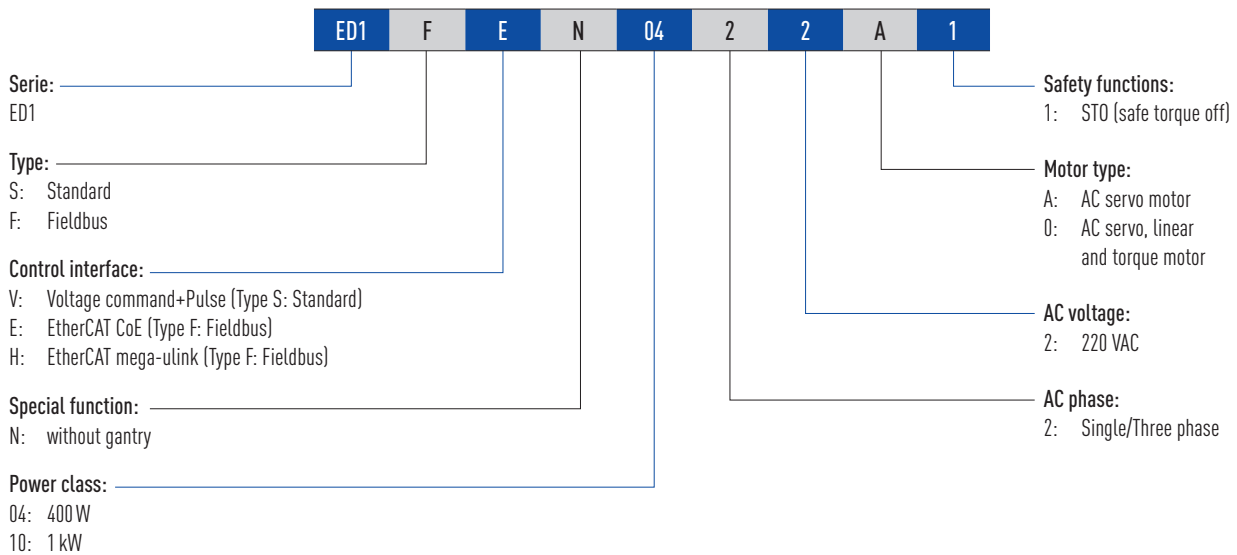 ED1 F E N 04 2 2 A 1
Serie:
ED1
Type:
S: Standard
F: Fieldbus
Control interface:
V: Voltage command+Pulse (Type S: Standard)
E: EtherCAT CoE (Type F: Fieldbus)
H: EtherCAT mega-ulink (Type F: Fieldbus)
Special function:
N: without gantry
Power class:
04: 400 W
10: 1 kW
Safety functions:
1: STO (safe torque off)
Motor type:
A: AC servo motor
0: AC servo, linear
and torque motor
AC voltage:
2: 220 VAC
AC phase:
2: Single/Three phase